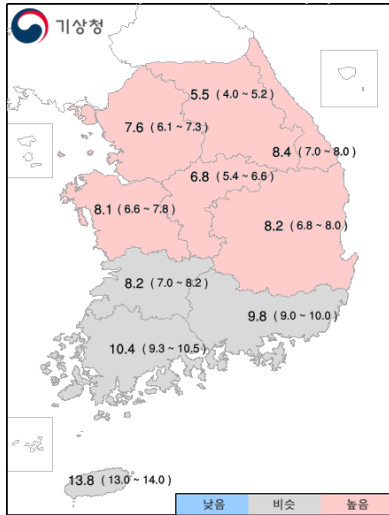 기상청
5.5 ( 4.0 ~ 5.2 )
7.6 ( 6.1 ~ 7.3 )
8.4 ( 7.0 ~ 8.0 )
6.8 ( 5.4 ~ 6.6 )
8.1 ( 6.6 ~ 7.8 )
8.2 ( 6.8 ~ 8.0 )
8.2 ( 7.0 ~ 8.2 )
9.8 ( 9.0 ~ 10.0 )
10.4 ( 9.3 ~ 10.5 )
13.8 ( 13.0 ~ 14.0 )
낮음 비슷 높음